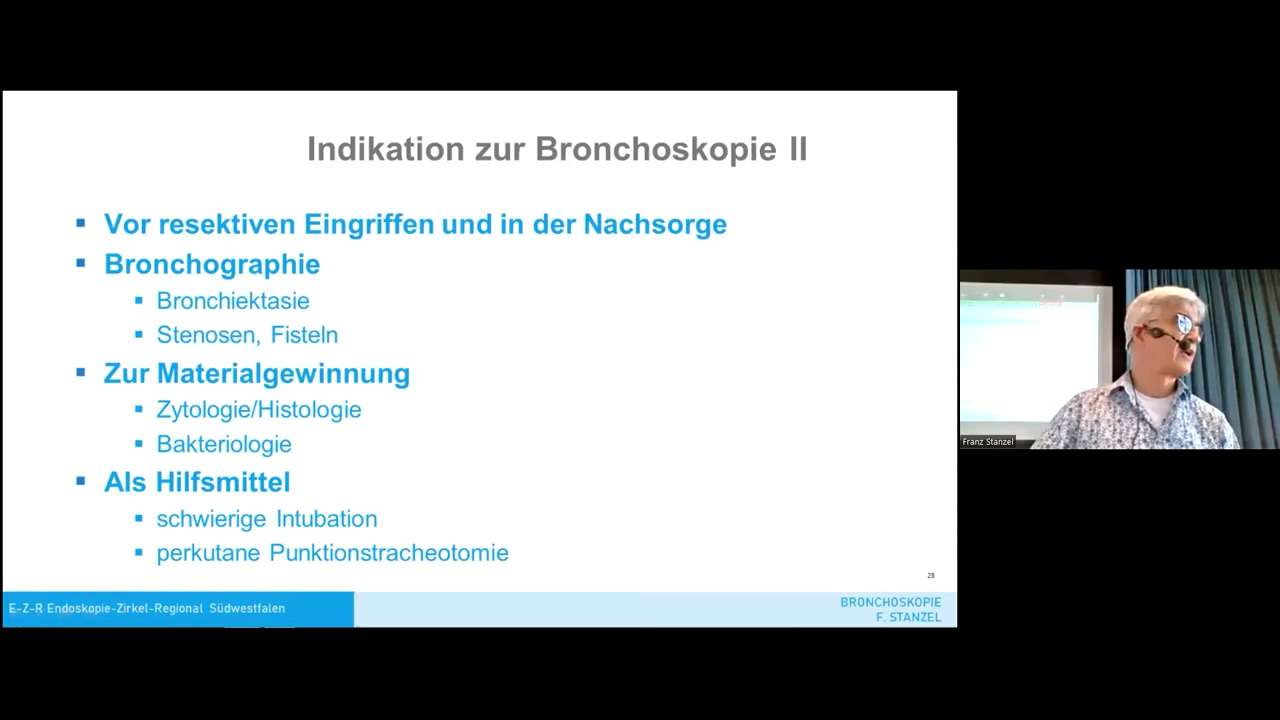 Indikation zur Bronchoskopie II
Vor resektiven Eingriffen und in der Nachsorge
Bronchographie
Bronchiektasie
Stenosen, Fisteln
Zur Materialgewinnung
Zytologie/Histologie
Bakteriologie
Als Hilfsmittel
schwierige Intubation
perkutane Punktionstracheotomie
28
E-Z-R Endoskopie-Zirkel-Regional Südwestfalen
BRONCHOSKOPIE
F. STANZEL
Franz Stanzel